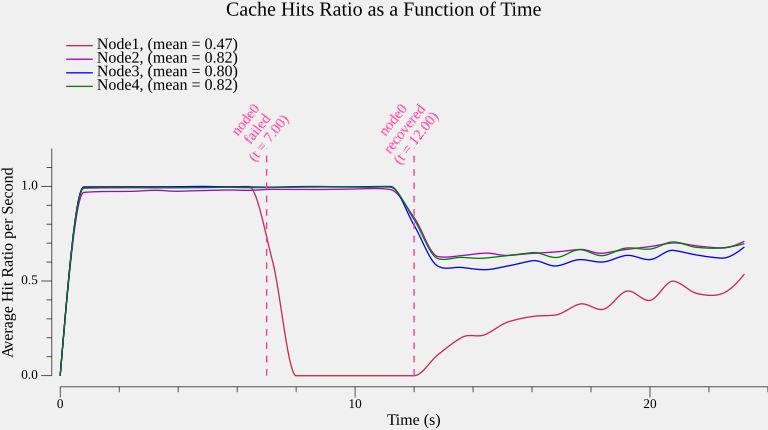 Cache Hits Ratio as a Function of Time
Node1, (mean = 0.47)
Node2, (mean = 0.82)
Node3, (mean = 0.80)
Node4, (mean = 0.82)
node0
failed
(t = 7.00)
node0
recovered
(t = 12.00)
Average Hit Ratio per Second
1.0
0.5
0.0
0
10
20
Time (s)